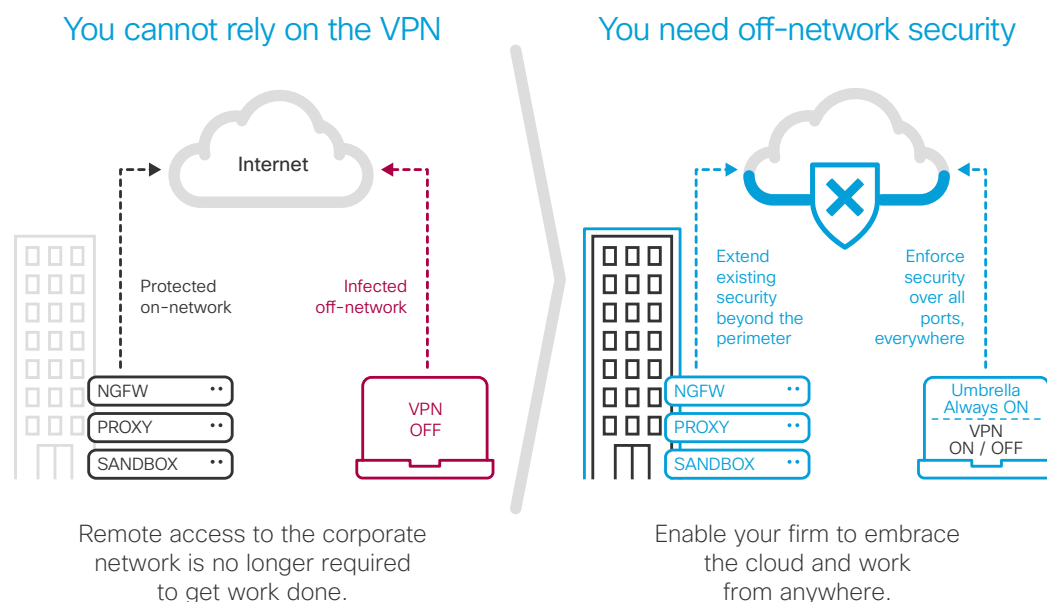 You cannot rely on the VPN
Internet
Protected
on-network
Infected
off-network
NGFW
PROXY
SANDBOX
VPN
OFF
Remote access to the corporate
network is no longer required
to get work done.
You need off-network security
Extend
existing
security
beyond the
perimeter
Enforce
security
over all
ports,
everywhere
NGFW
PROXY
SANDBOX
Umbrella
Always ON
VPN
ON / OFF
Enable your firm to embrace
the cloud and work
from anywhere.